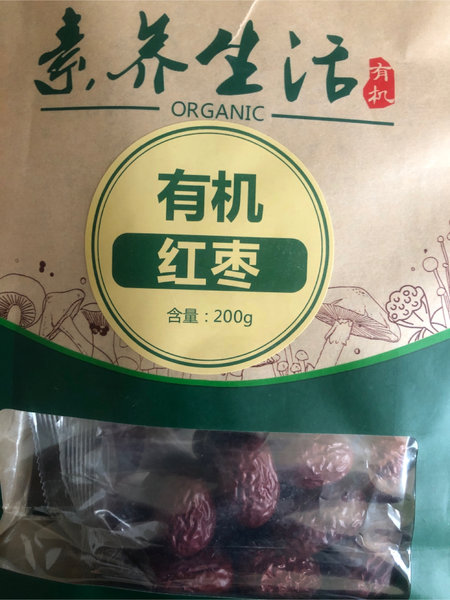 素养生活
有机
ORGANIC
有机
红枣
含量：200g